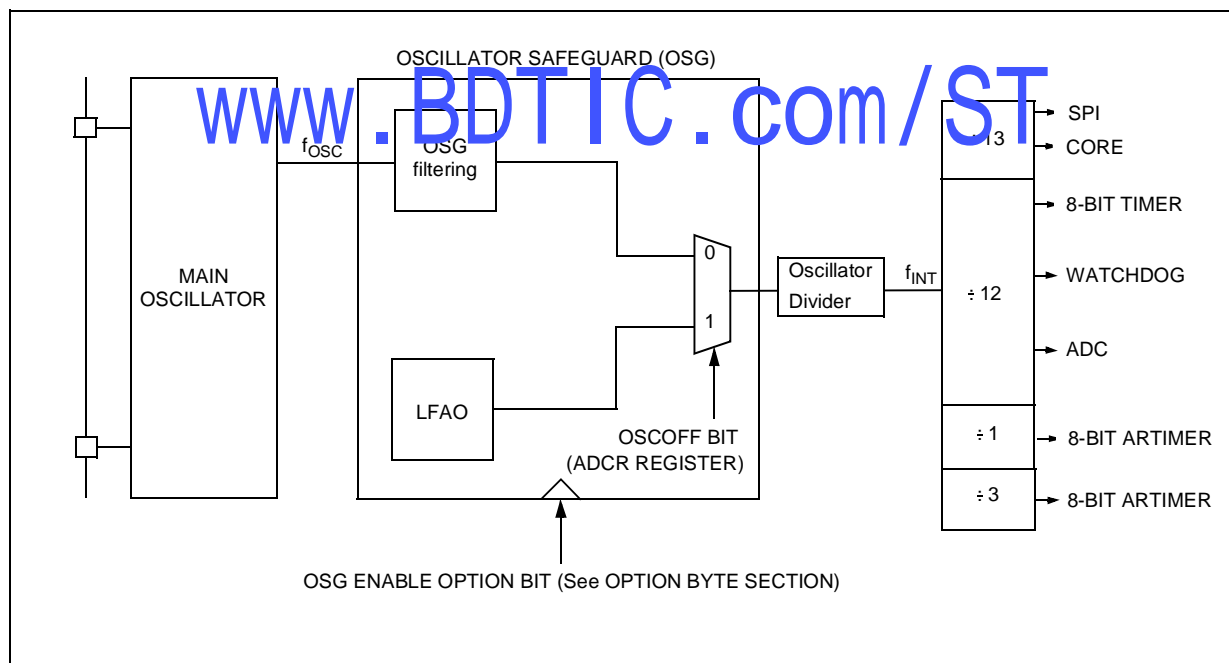 OSCILLATOR SAFEGUARD (OSG)
www.BDTIC.com/ST
MAIN
OSCILLATOR
fOSC
OSG
filtering
LFAO
0
1
OSCOFF BIT
(ADCR REGISTER)
Oscillator
Divider
fINT
÷ 13
÷ 12
÷ 1
÷ 3
SPI
CORE
8-BIT TIMER
WATCHDOG
ADC
8-BIT ARTIMER
8-BIT ARTIMER
OSG ENABLE OPTION BIT (See OPTION BYTE SECTION)